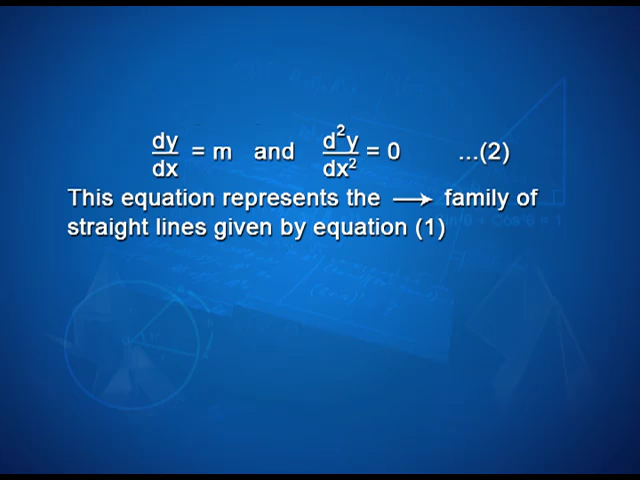 dy/dx = m and d²y/dx² = 0 ...(2)
This equation represents the ⟶ family of
straight lines given by equation (1)